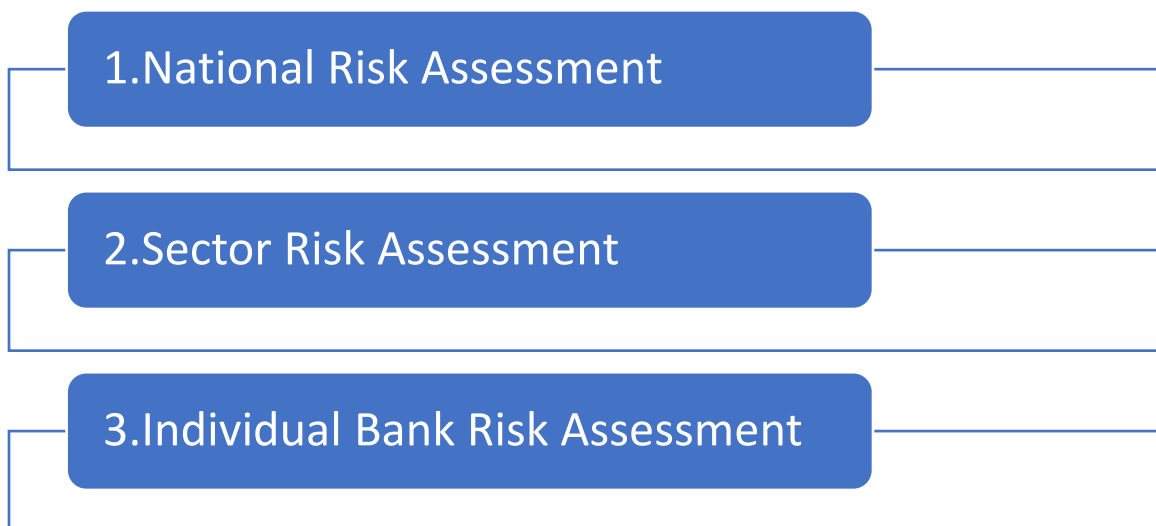 1.National Risk Assessment
2.Sector Risk Assessment
3.Individual Bank Risk Assessment